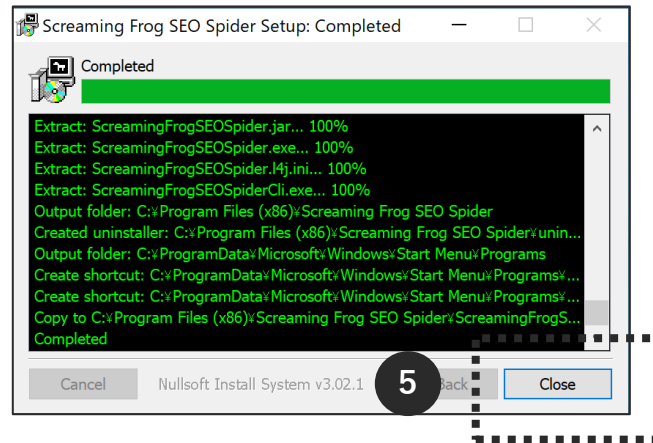 Screaming Frog SEO Spider Setup: Completed
Completed
Extract: ScreamingFrogSEOSpider.jar... 100%
Extract: ScreamingFrogSEOSpider.exe... 100%
Extract: ScreamingFrogSEOSpider.l4j.ini... 100%
Extract: ScreamingFrogSEOSpiderCli.exe... 100%
Output folder: C:¥Program Files (x86)¥Screaming Frog SEO Spider
Created uninstaller: C:¥Program Files (x86)¥Screaming Frog SEO Spider¥unin...
Output folder: C:¥ProgramData¥Microsoft¥Windows¥Start Menu¥Programs
Create shortcut: C:¥ProgramData¥Microsoft¥Windows¥Start Menu¥Programs¥...
Create shortcut: C:¥ProgramData¥Microsoft¥Windows¥Start Menu¥Programs¥...
Copy to C:¥Program Files (x86)¥Screaming Frog SEO Spider¥ScreamingFrogS...
Completed
Cancel Nullsoft Install System v3.02.1 5 Back Close